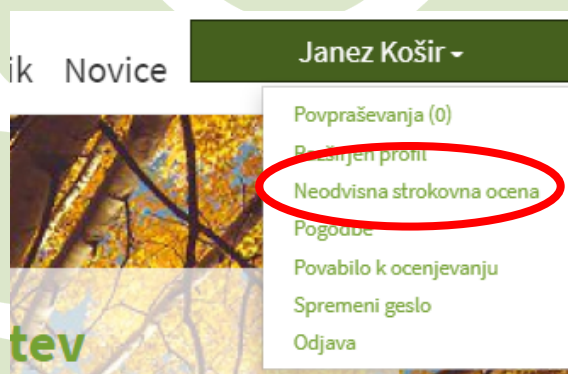 ik Novice Janez Košir
Povpraševanja (0)
Razširjen profil
Neodvisna strokovna ocena
Pogodbe
Povabilo k ocenjevanju
Spremeni geslo
Odjava
tev